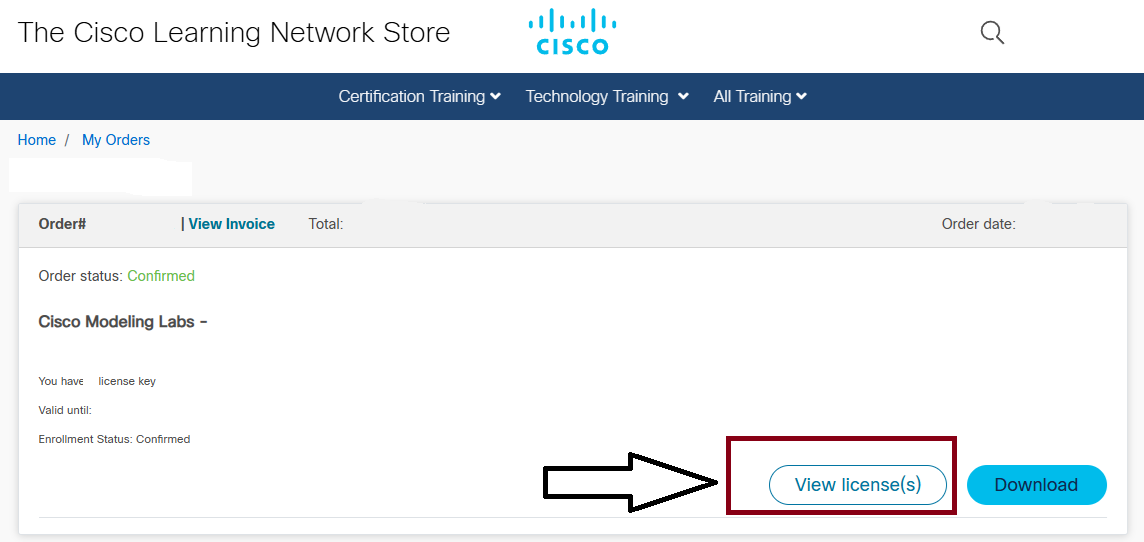 The Cisco Learning Network Store
CISCO
Certification Training Technology Training All Training
Home / My Orders
Order# | View Invoice Total: Order date:
Order status: Confirmed
Cisco Modeling Labs -
You have license key
Valid until:
Enrollment Status: Confirmed
View license(s) Download